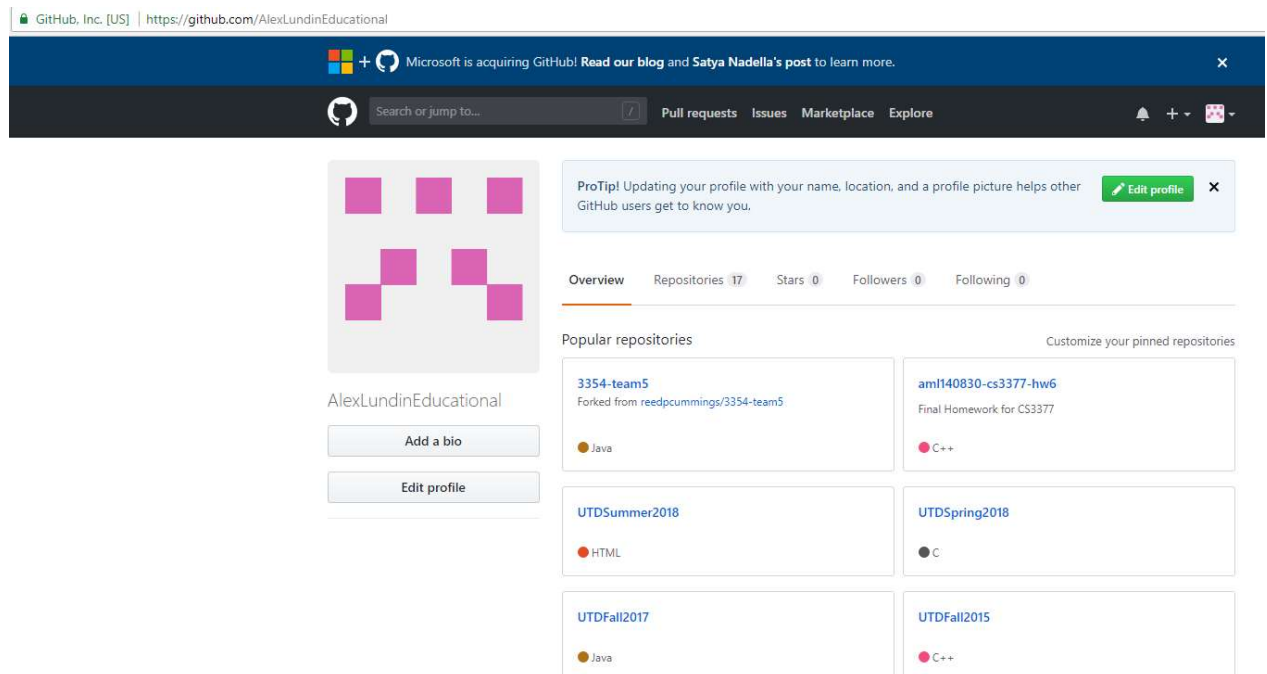 GitHub, Inc. [US] | https://github.com/AlexLundinEducational
+ Microsoft is acquiring GitHub! Read our blog and Satya Nadella's post to learn more. ×
Search or jump to... / Pull requests Issues Marketplace Explore +
ProTip! Updating your profile with your name, location, and a profile picture helps other
GitHub users get to know you.
Edit profile ×
Overview Repositories 17 Stars 0 Followers 0 Following 0
Popular repositories Customize your pinned repositories
AlexLundinEducational
Add a bio
Edit profile
3354-team5
Forked from reedpcummings/3354-team5
Java
aml140830-cs3377-hw6
Final Homework for CS3377
C++
UTDSummer2018
HTML
UTDSpring2018
C
UTDFall2017
Java
UTDFall2015
C++